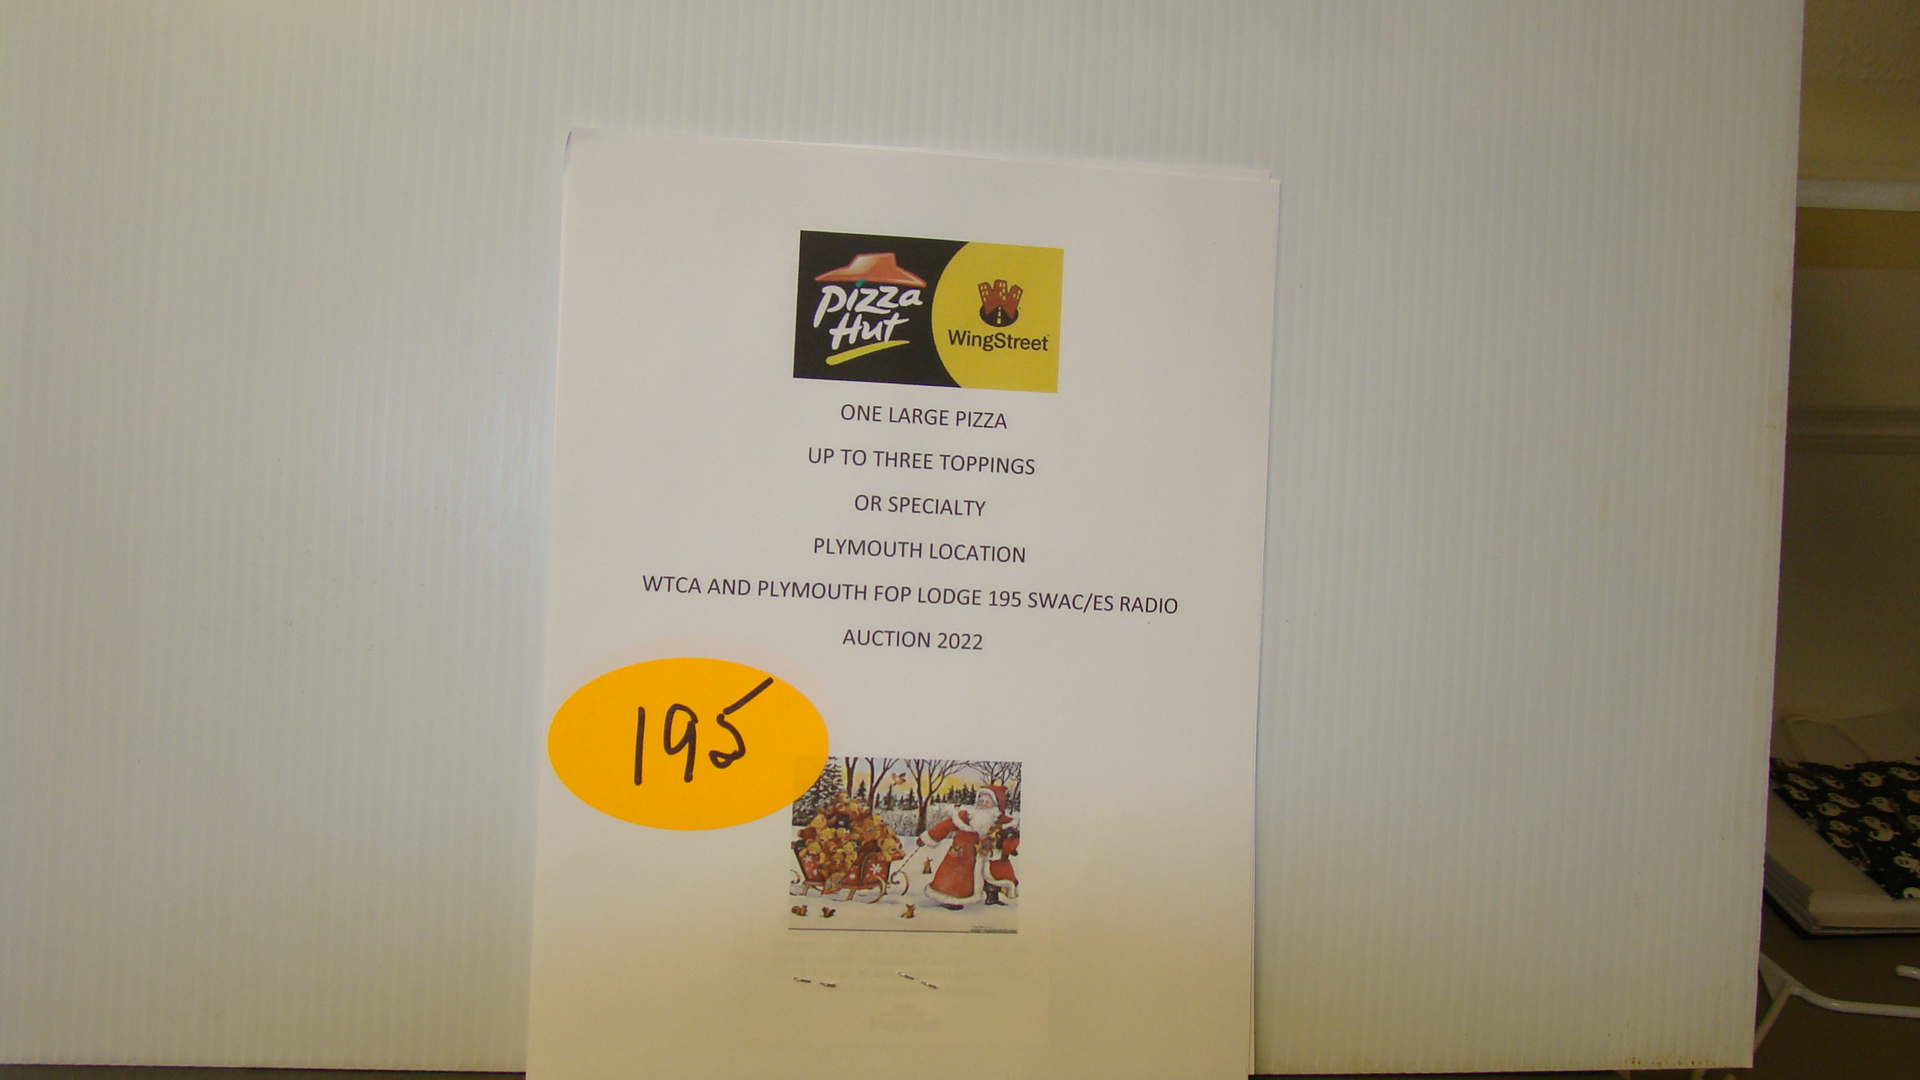 Pizza
Hut
WingStreet
ONE LARGE PIZZA
UP TO THREE TOPPINGS
OR SPECIALTY
PLYMOUTH LOCATION
WTCA AND PLYMOUTH FOP LODGE 195 SWAC/ES RADIO
AUCTION 2022
195